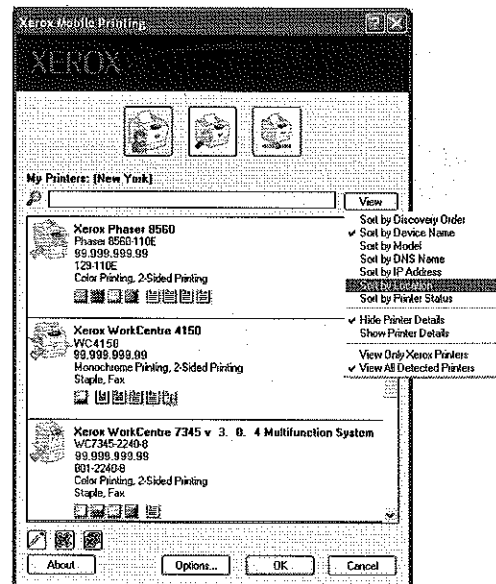 Xerox Mobile Printing
XEROX
My Printers: (New York)
View
Sort by Discovery Order
Sort by Device Name
Sort by Model
Sort by DNS Name
Sort by IP Address
Sort by Location
Sort by Printer Status
Hide Printer Details
Show Printer Details
View Only Xerox Printers
View All Detected Printers
Xerox Phaser 8560
Phaser 8560-110E
99.999.999.99
129-110E
Color Printing, 2-Sided Printing
Xerox WorkCentre 4150
WC4150
99.999.999.99
Monochrome Printing, 2-Sided Printing
Staple, Fax
Xerox WorkCentre 7345 v 3. 0. 4 Multifunction System
WC7345-2240-8
99.999.999.99
801-2240-8
Color Printing, 2-Sided Printing
Staple, Fax
About
Options...
OK
Cancel